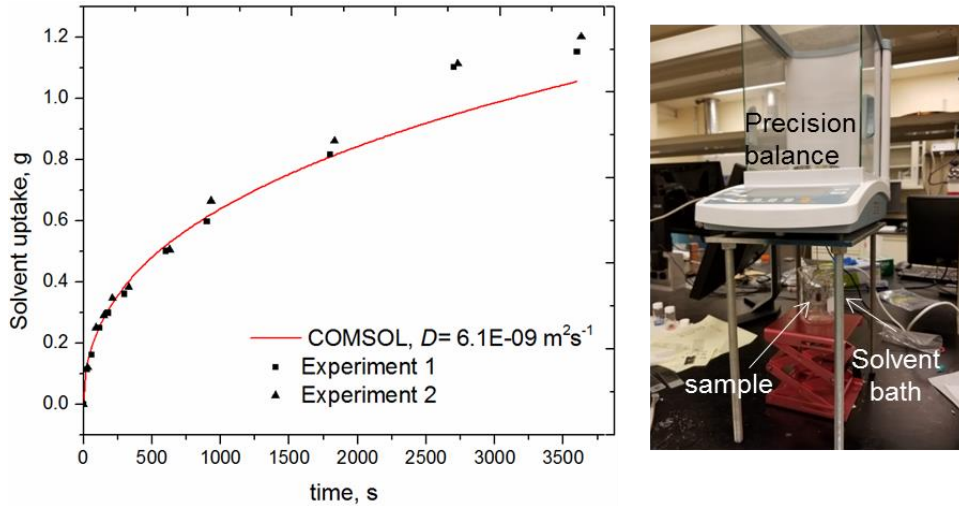 Solvent uptake, g
1.2
1.0
0.8
0.6
0.4
0.2
0.0
COMSOL, D= 6.1E-09 m²s⁻¹
Experiment 1
Experiment 2
0 500 1000 1500 2000 2500 3000 3500
time, s
Precision
balance
sample
Solvent
bath